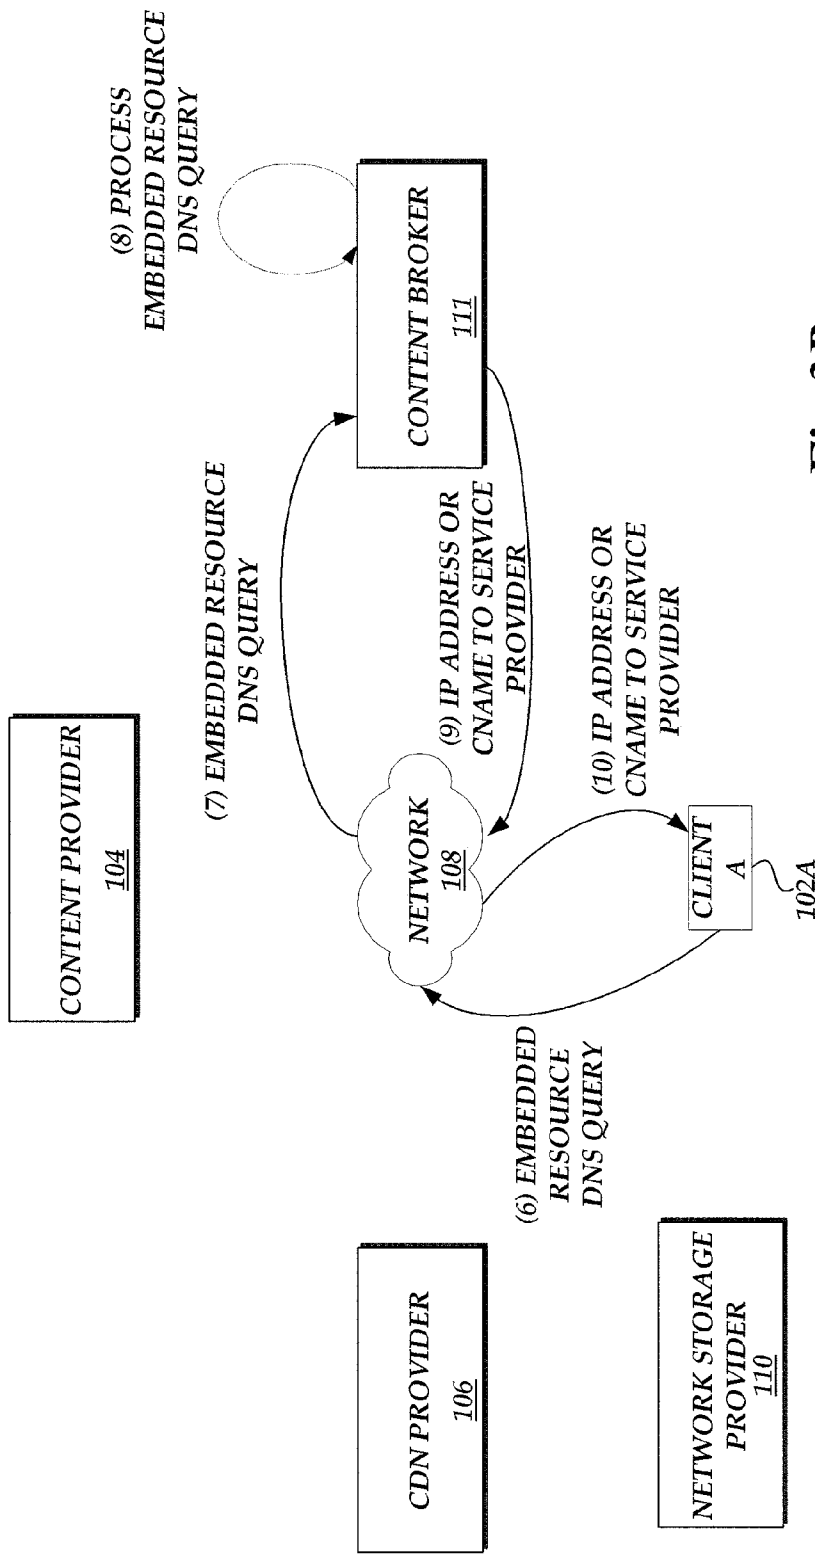 CONTENT PROVIDER
104
(8) PROCESS
EMBEDDED RESOURCE
DNS QUERY
(7) EMBEDDED RESOURCE
DNS QUERY
CDN PROVIDER
106
NETWORK
108
CONTENT BROKER
111
(9) IP ADDRESS OR
CNAME TO SERVICE
PROVIDER
(6) EMBEDDED
RESOURCE
DNS QUERY
(10) IP ADDRESS OR
CNAME TO SERVICE
PROVIDER
NETWORK STORAGE
PROVIDER
110
CLIENT
A
102A